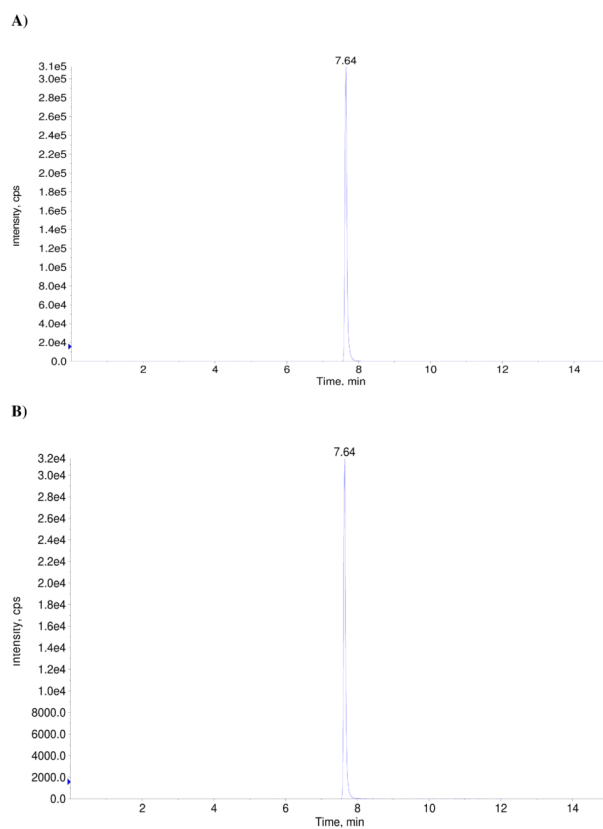 A)
7.64
3.1e5
3.0e5
2.8e5
2.6e5
2.4e5
2.2e5
2.0e5
1.8e5
1.6e5
1.4e5
1.2e5
1.0e5
8.0e4
6.0e4
4.0e4
2.0e4
0.0
Intensity, cps
2 4 6 8 10 12 14
Time, min
B)
7.64
3.2e4
3.0e4
2.8e4
2.6e4
2.4e4
2.2e4
2.0e4
1.8e4
1.6e4
1.4e4
1.2e4
1.0e4
8000.0
6000.0
4000.0
2000.0
0.0
Intensity, cps
2 4 6 8 10 12 14
Time, min